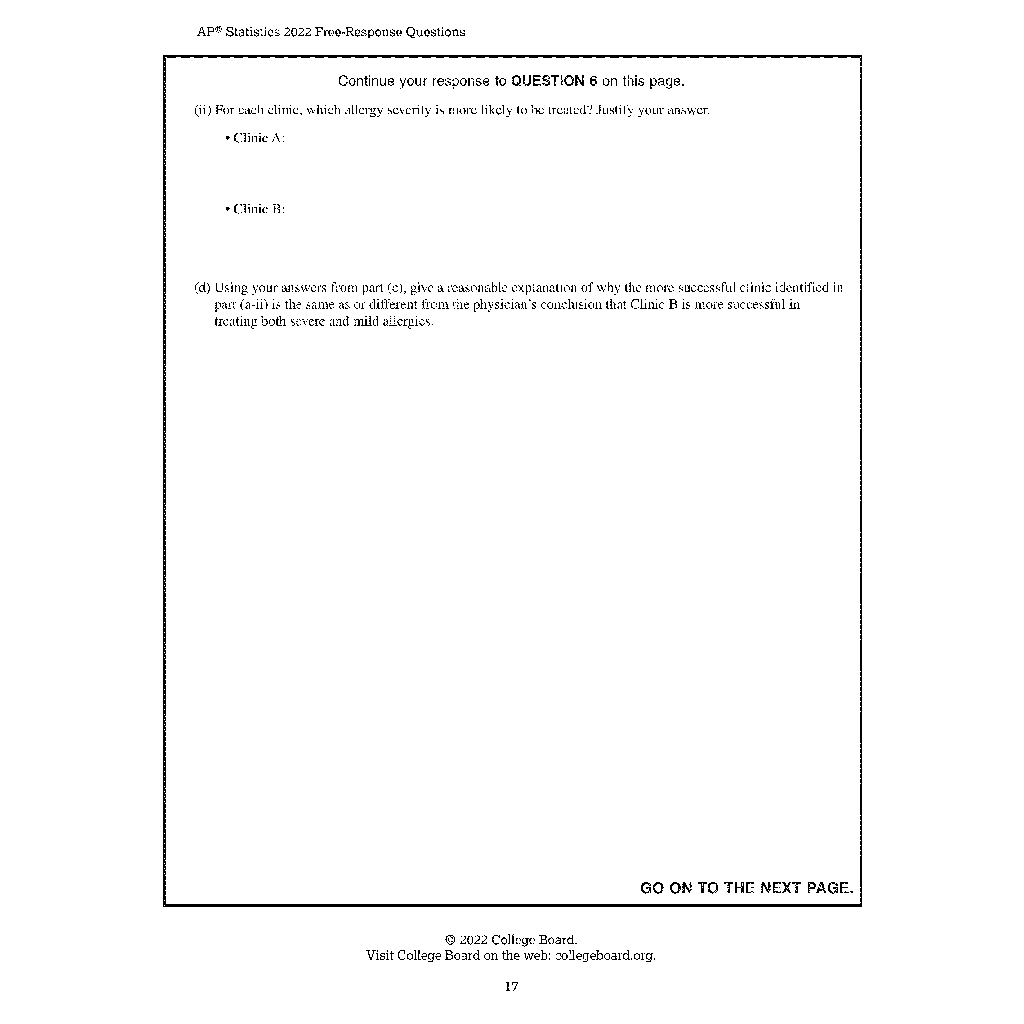 AP® Statistics 2022 Free-Response Questions
Continue your response to QUESTION 6 on this page.
(ii) For each clinic, which allergy severity is more likely to be treated? Justify your answer.
• Clinic A:
• Clinic B:
(d) Using your answers from part (c), give a reasonable explanation of why the more successful clinic identified in
part (a-ii) is the same as or different from the physician's conclusion that Clinic B is more successful in
treating both severe and mild allergies.
GO ON TO THE NEXT PAGE.
© 2022 College Board.
Visit College Board on the web: collegeboard.org.
17